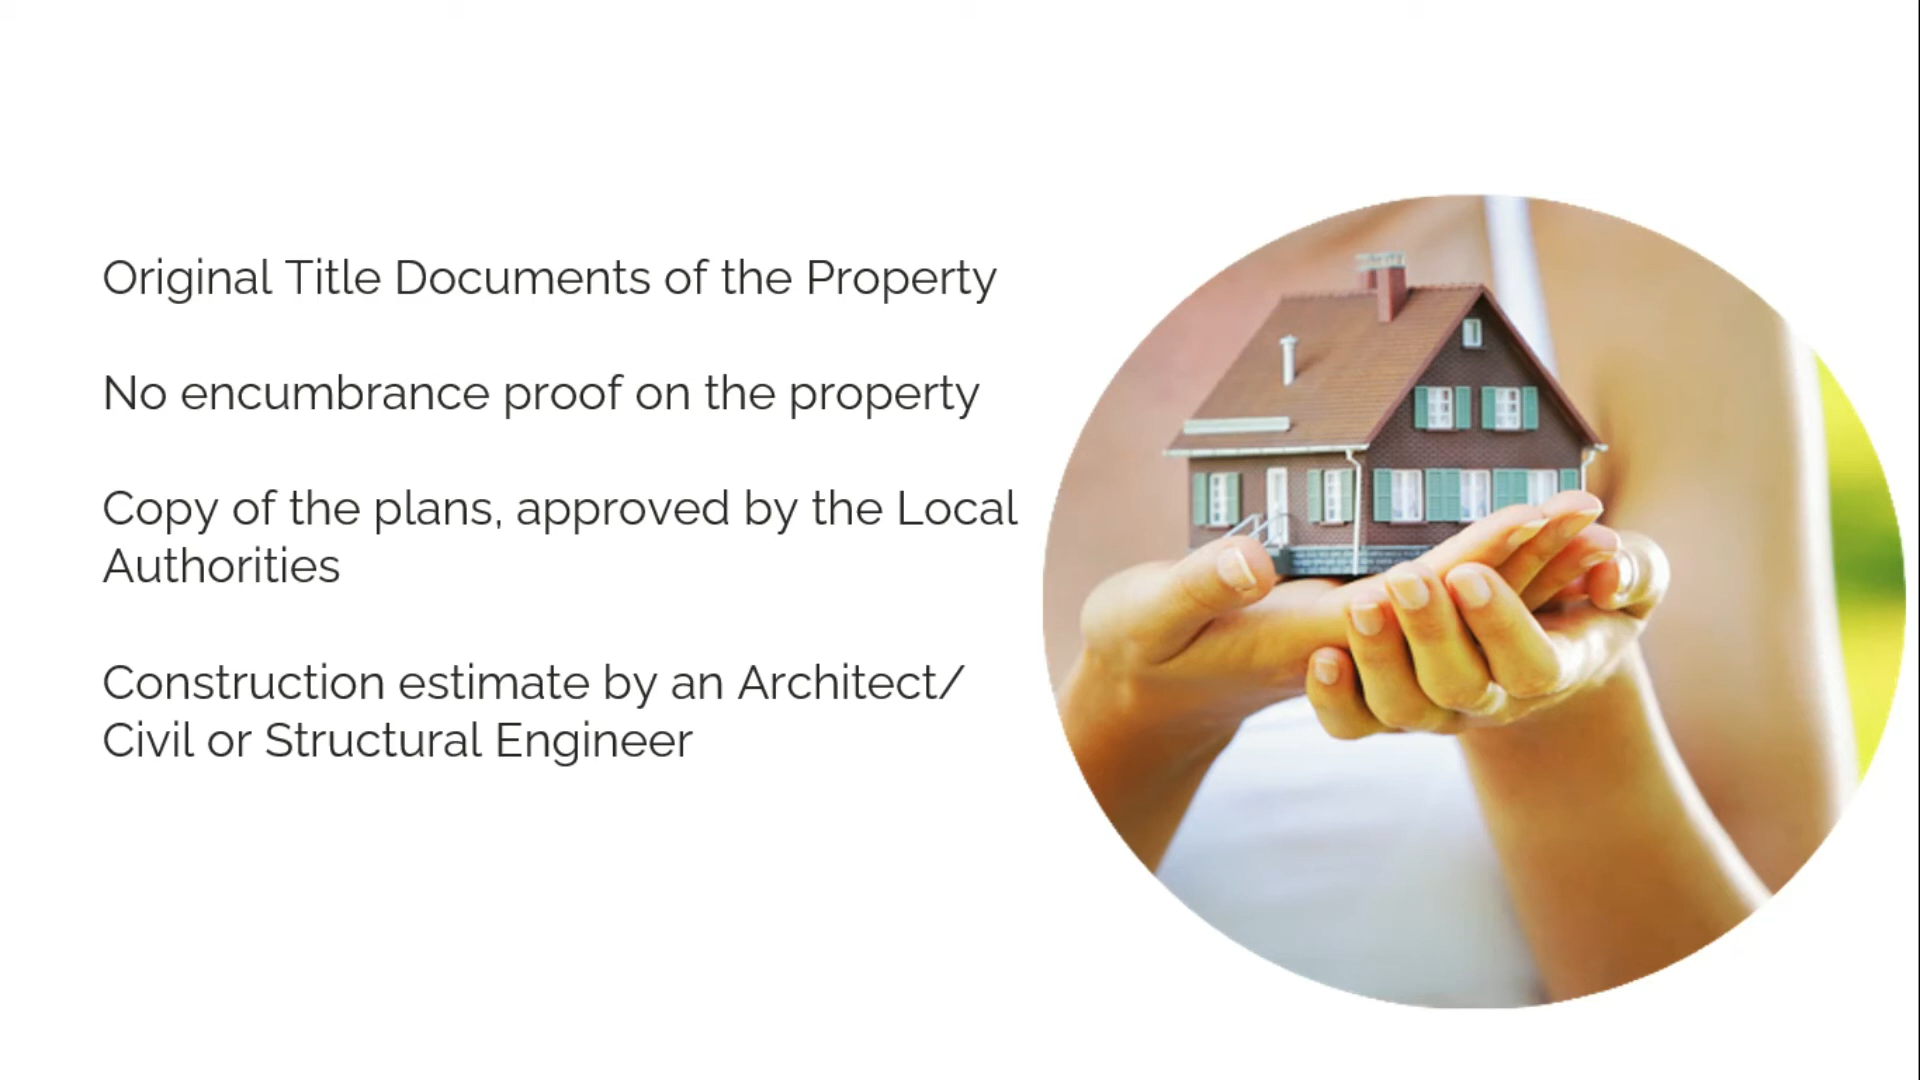 Original Title Documents of the Property
No encumbrance proof on the property
Copy of the plans, approved by the Local
Authorities
Construction estimate by an Architect/
Civil or Structural Engineer